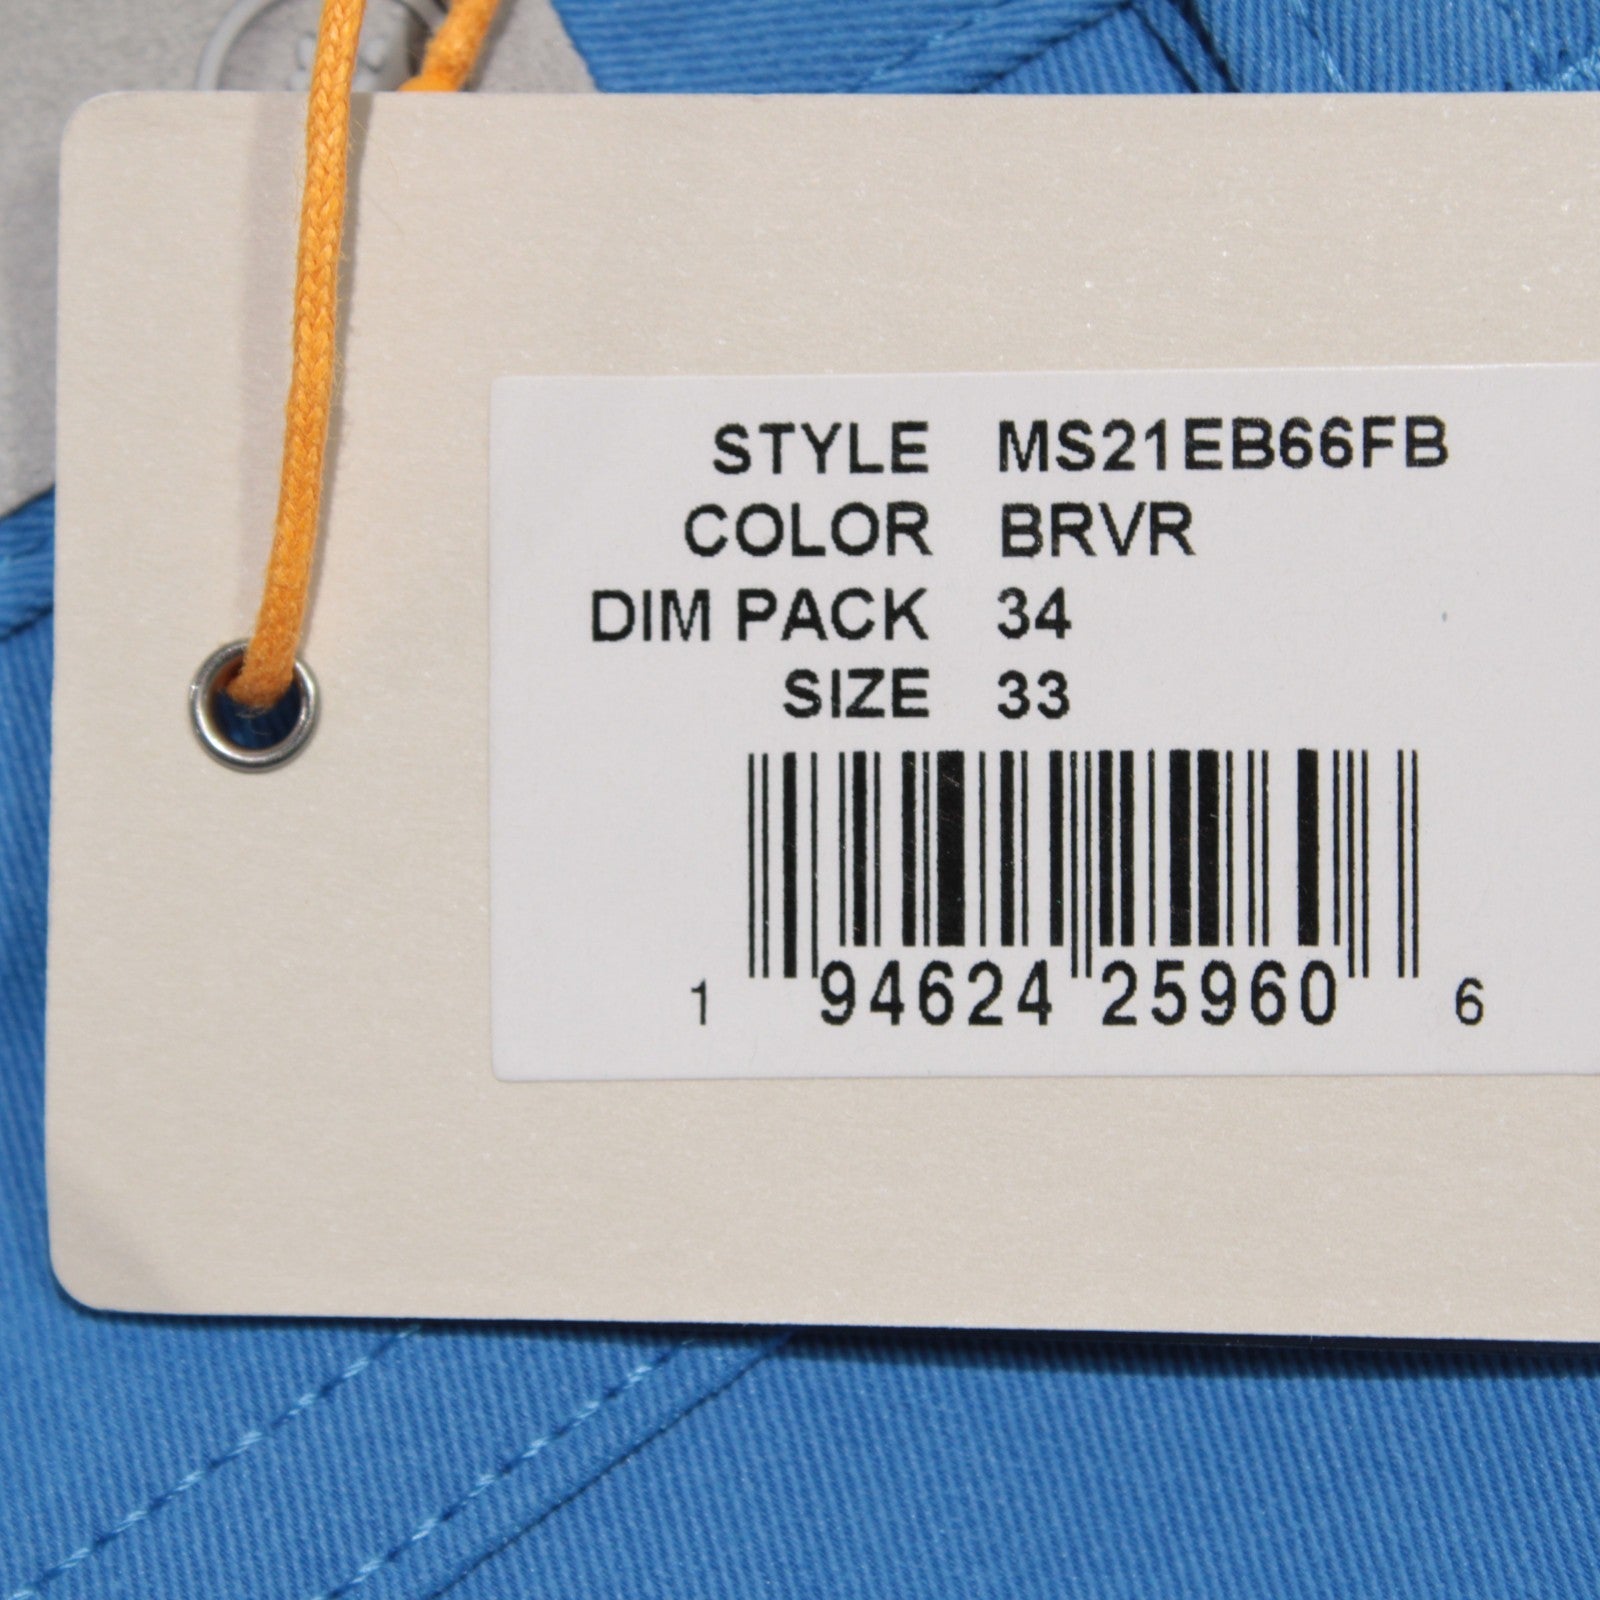 STYLE MS21EB66FB
COLOR BRVR
DIM PACK 34
SIZE 33
1 94624 25960 6